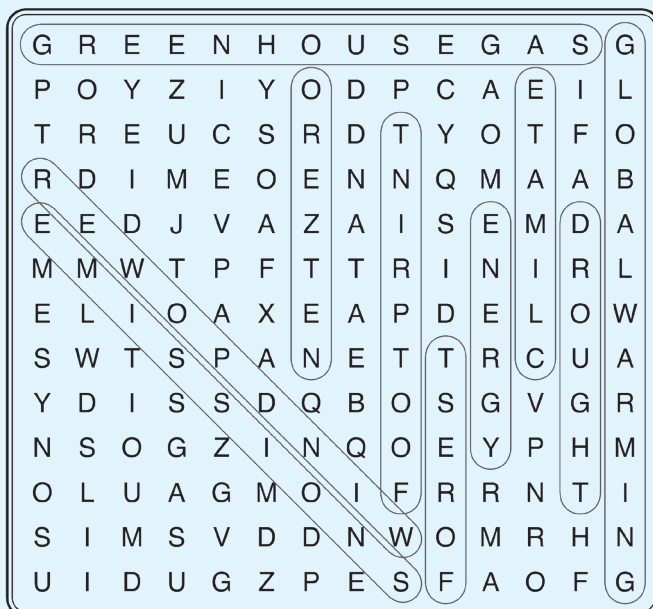 G R E E N H O U S E G A S G
P O Y Z I Y O D P C A E I L
T R E U C S R D T Y O T F O
R D I M E O E N N Q M A A B
E E D J V A Z A I S E M D A
M M W T P F T T R I N I R L
E L I O A X E A P D E L O W
S W T S P A N E T T R C U A
Y D I S S D Q B O S G V G R
N S O G Z I N Q O E Y P H M
O L U A G M O I F R R N T I
S I M S V D D N W O M R H N
U I D U G Z P E S F A O F G